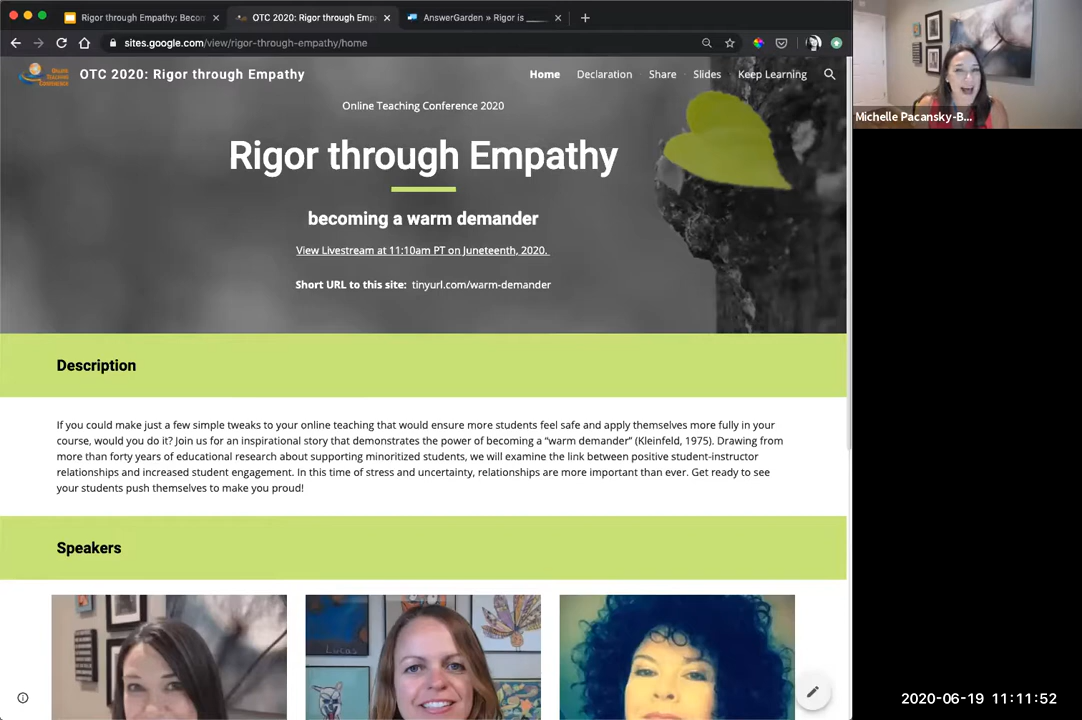 Rigor through Empathy: Becom
OTC 2020: Rigor through Emp
AnswerGarden » Rigor is ____
sites.google.com/view/rigor-through-empathy/home
ONLINE TEACHING CONFERENCE
OTC 2020: Rigor through Empathy
Home Declaration Share Slides Keep Learning
Online Teaching Conference 2020
Rigor through Empathy
becoming a warm demander
View Livestream at 11:10am PT on Juneteenth, 2020.
Short URL to this site: tinyurl.com/warm-demander
Description
If you could make just a few simple tweaks to your online teaching that would ensure more students feel safe and apply themselves more fully in your
course, would you do it? Join us for an inspirational story that demonstrates the power of becoming a "warm demander" (Kleinfeld, 1975). Drawing from
more than forty years of educational research about supporting minoritized students, we will examine the link between positive student-instructor
relationships and increased student engagement. In this time of stress and uncertainty, relationships are more important than ever. Get ready to see
your students push themselves to make you proud!
Speakers
LUCAS
Michelle Pacansky-B...
2020-06-19 11:11:52